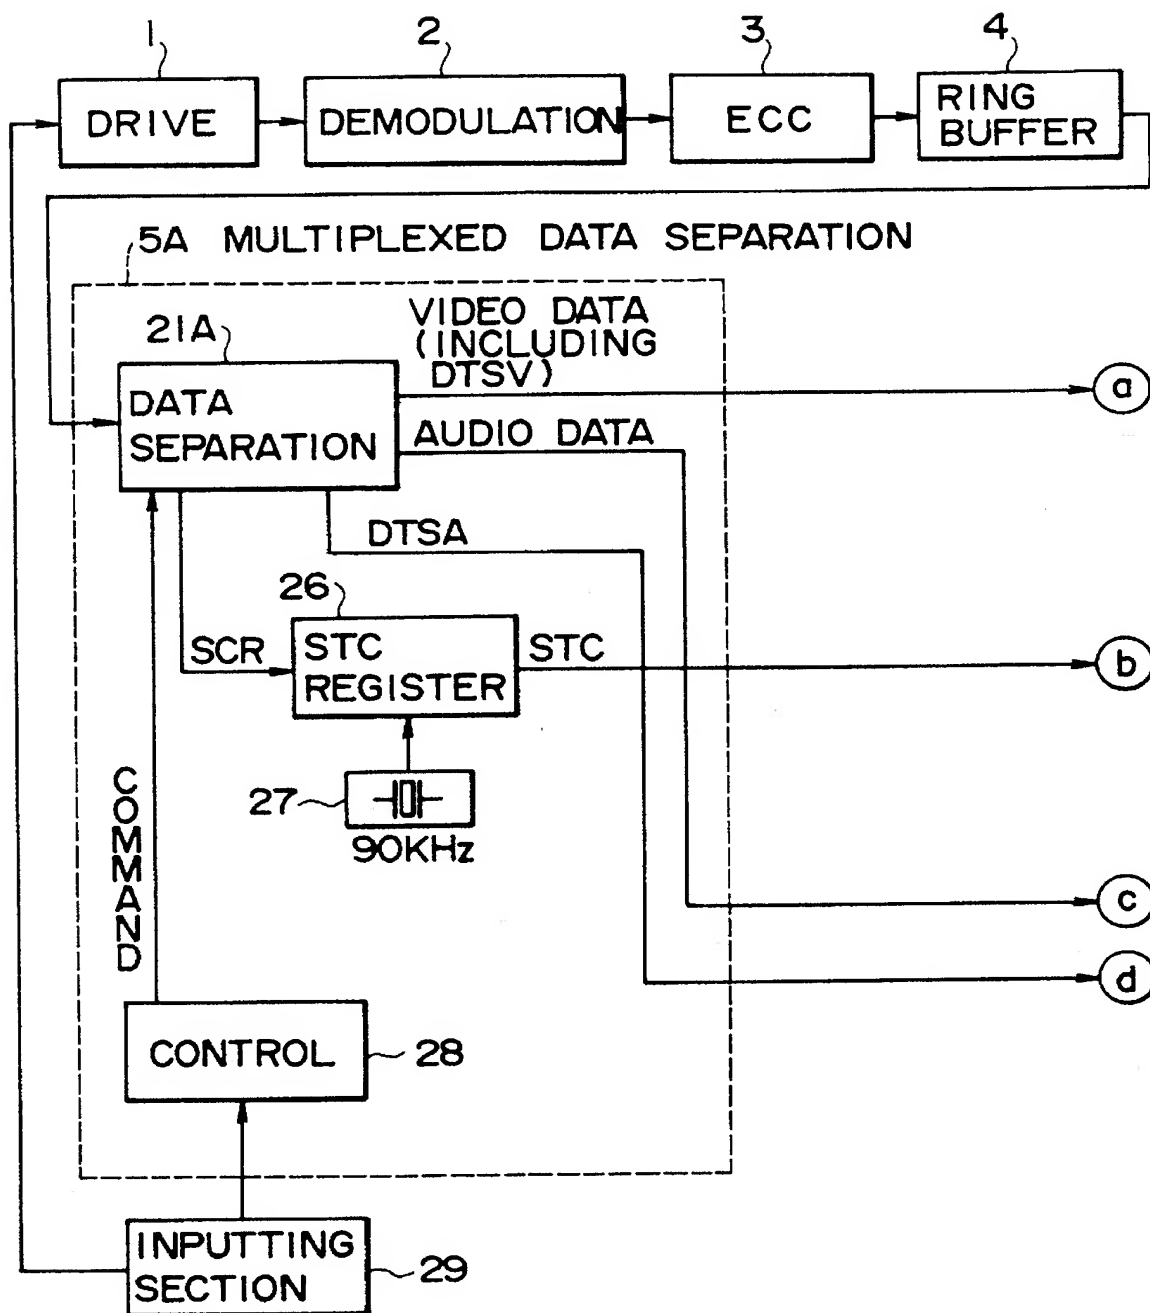 1
2
3
4
DRIVE
DEMODULATION
ECC
RING
BUFFER
5A MULTIPLEXED DATA SEPARATION
21A
VIDEO DATA
(INCLUDING
DTSV)
a
DATA
SEPARATION
AUDIO DATA
DTSA
26
SCR
STC
REGISTER
STC
b
27
90KHz
COMMAND
c
d
CONTROL
28
INPUTTING
SECTION
29